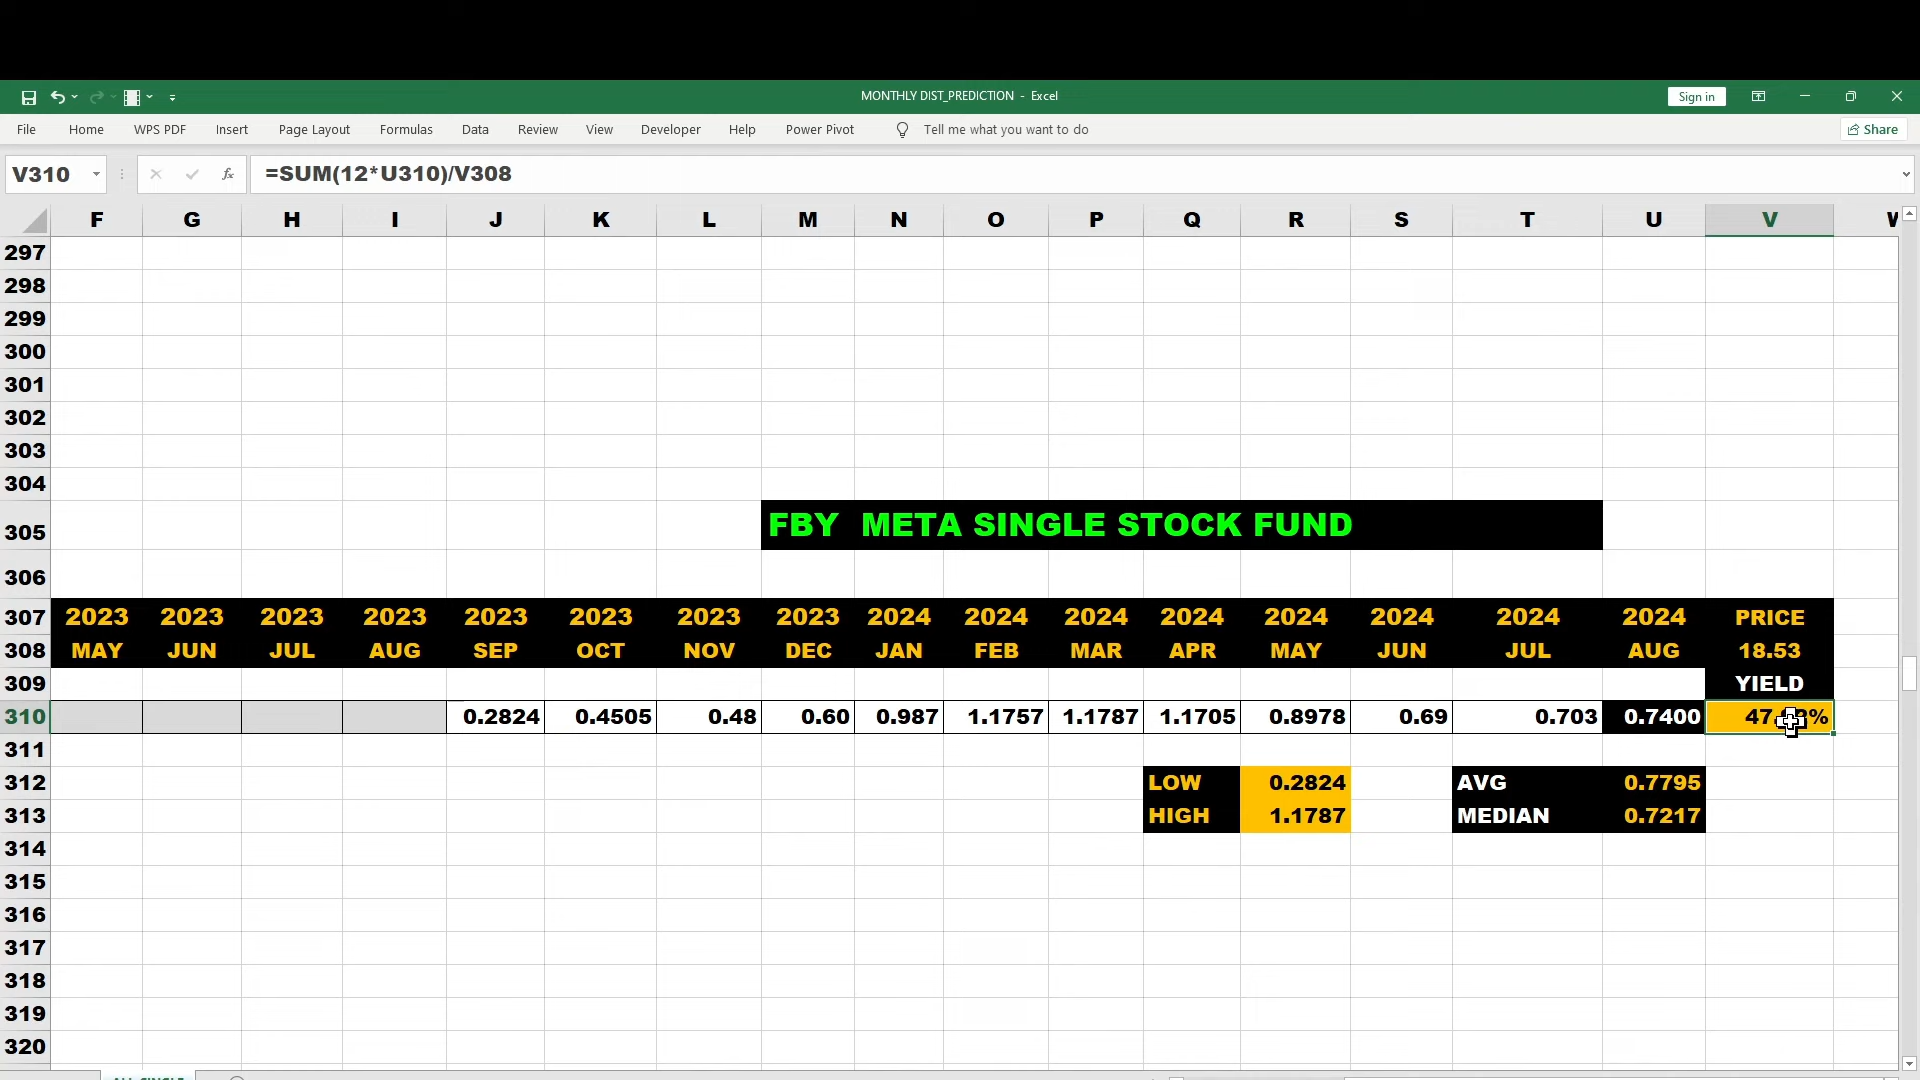 MONTHLY DIST_PREDICTION - Excel
Sign in
File Home WPS PDF Insert Page Layout Formulas Data Review View Developer Help Power Pivot Tell me what you want to do Share
V310 fx =SUM(12*U310)/V308
F G H I J K L M N O P Q R S T U V
297
298
299
300
301
302
303
304
305 FBY META SINGLE STOCK FUND
306
307 2023 2023 2023 2023 2023 2023 2023 2023 2024 2024 2024 2024 2024 2024 2024 2024 PRICE
308 MAY JUN JUL AUG SEP OCT NOV DEC JAN FEB MAR APR MAY JUN JUL AUG 18.53
309 YIELD
310 0.2824 0.4505 0.48 0.60 0.987 1.1757 1.1787 1.1705 0.8978 0.69 0.703 0.7400
311
312 LOW 0.2824 AVG 0.7795
313 HIGH 1.1787 MEDIAN 0.7217
314
315
316
317
318
319
320